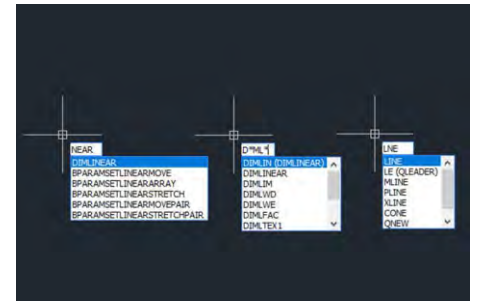 NEAR
DIMLINEAR
BPARAMSETLINEARMOVE
BPARAMSETLINEARARRAY
BPARAMSETLINEARSTRETCH
BPARAMSETLINEARMOVEPAIR
BPARAMSETLINEARSTRETCHPAIR
D*ML*
DIMLIN (DIMLINEAR)
DIMLINEAR
DIMLIM
DIMLWD
DIMLWE
DIMLFAC
DIMLTEX1
LNE
LINE
LE (QLEADER)
MLINE
PLINE
XLINE
CONE
QNEW